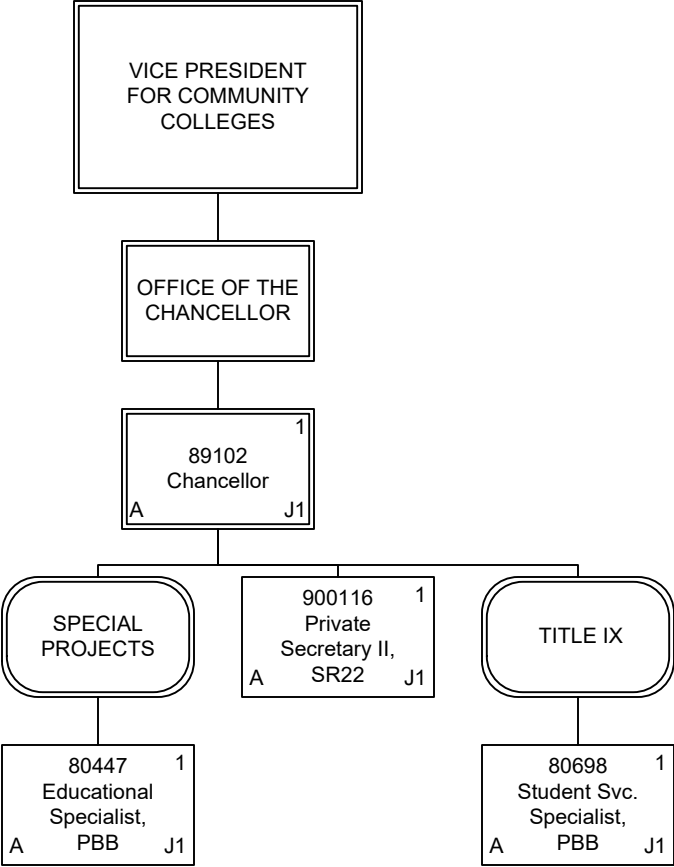 VICE PRESIDENT
FOR COMMUNITY
COLLEGES
OFFICE OF THE
CHANCELLOR
1
89102
Chancellor
A J1
SPECIAL
PROJECTS
900116 1
Private
Secretary II,
SR22
A J1
TITLE IX
80447 1
Educational
Specialist,
PBB
A J1
80698 1
Student Svc.
Specialist,
PBB
A J1